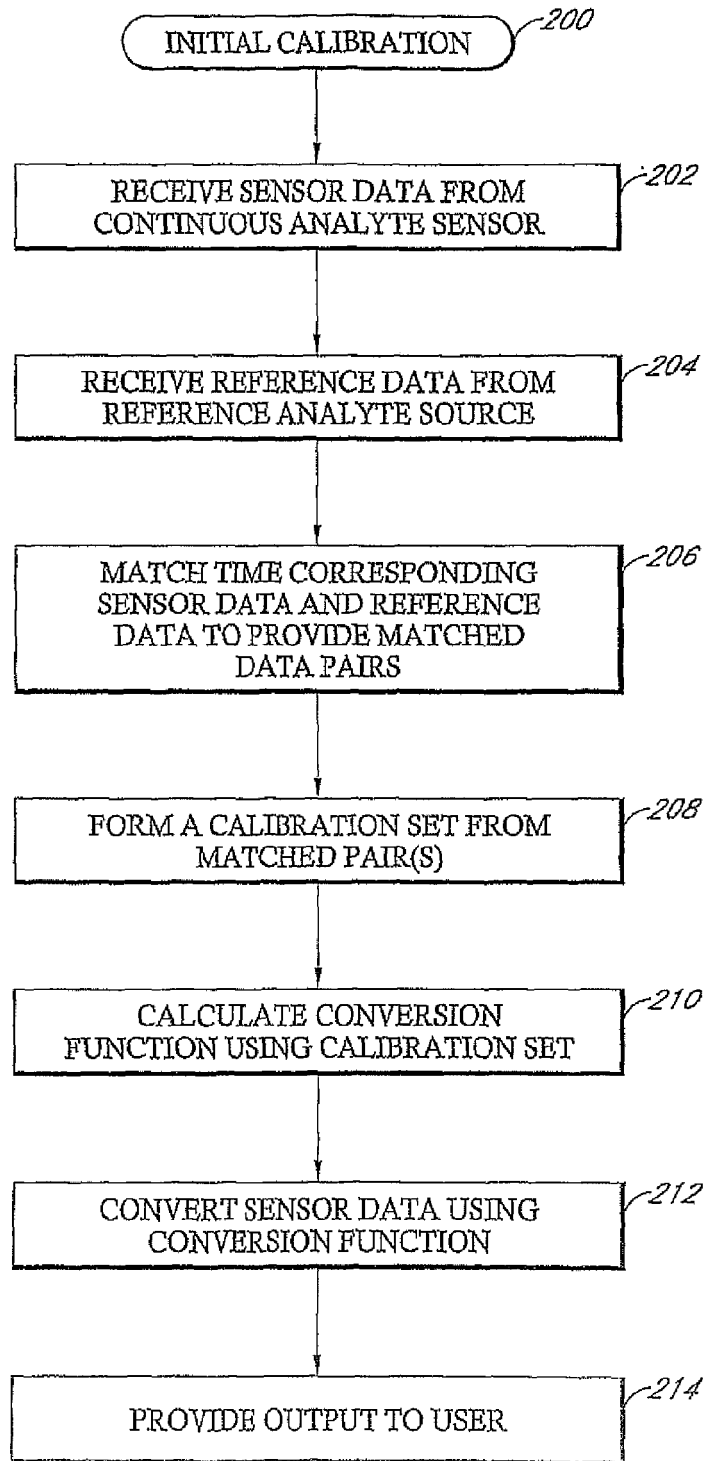 INITIAL CALIBRATION
200
RECEIVE SENSOR DATA FROM
CONTINUOUS ANALYTE SENSOR
202
RECEIVE REFERENCE DATA FROM
REFERENCE ANALYTE SOURCE
204
MATCH TIME CORRESPONDING
SENSOR DATA AND REFERENCE
DATA TO PROVIDE MATCHED
DATA PAIRS
206
FORM A CALIBRATION SET FROM
MATCHED PAIR(S)
208
CALCULATE CONVERSION
FUNCTION USING CALIBRATION SET
210
CONVERT SENSOR DATA USING
CONVERSION FUNCTION
212
PROVIDE OUTPUT TO USER
214